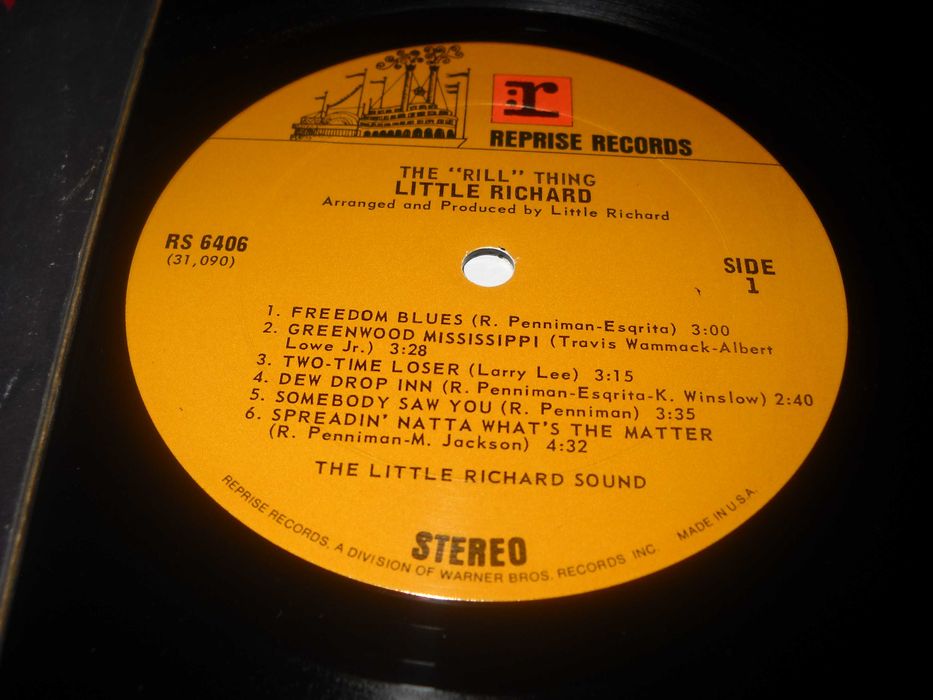 r
REPRISE RECORDS
THE "RILL" THING
LITTLE RICHARD
Arranged and Produced by Little Richard
RS 6406
(31,090)
SIDE
1
1. FREEDOM BLUES (R. Penniman-Esqrita) 3:00
2. GREENWOOD MISSISSIPPI (Travis Wammack-Albert
Lowe Jr.) 3:28
3. TWO-TIME LOSER (Larry Lee) 3:15
4. DEW DROP INN (R. Penniman-Esqrita-K. Winslow) 2:40
5. SOMEBODY SAW YOU (R. Penniman) 3:35
6. SPREADIN' NATTA WHAT'S THE MATTER
(R. Penniman-M. Jackson) 4:32
THE LITTLE RICHARD SOUND
STEREO
REPRISE RECORDS, A DIVISION OF WARNER BROS. RECORDS INC. MADE IN U.S.A.